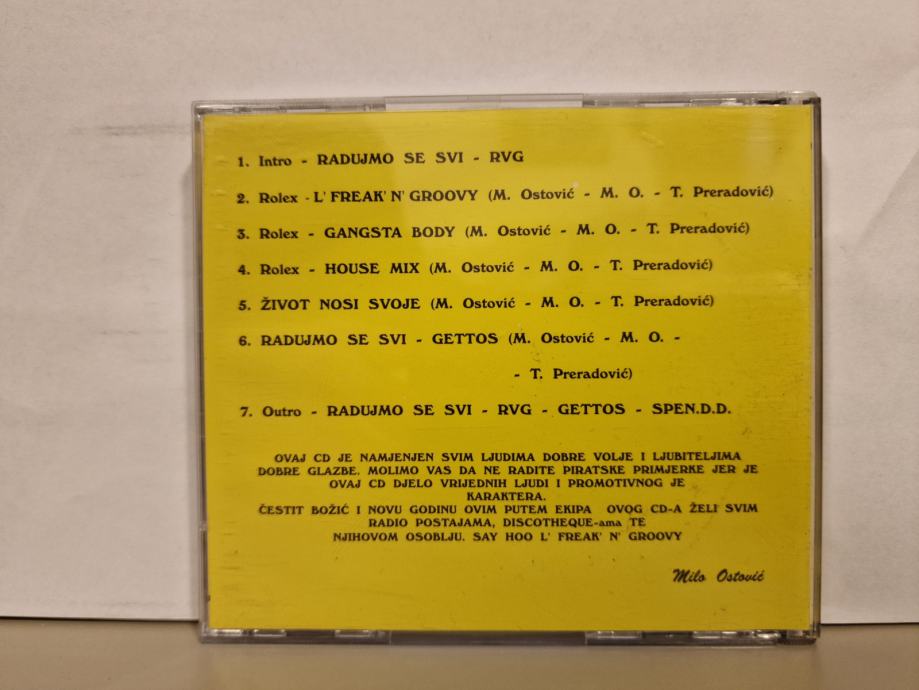 1. Intro - RADUJMO SE SVI - RVG
2. Rolex - L' FREAK' N' GROOVY (M. Ostović - M. O. - T. Preradović)
3. Rolex - GANGSTA BODY (M. Ostović - M. O. - T. Preradović)
4. Rolex - HOUSE MIX (M. Ostović - M. O. - T. Preradović)
5. ŽIVOT NOSI SVOJE (M. Ostović - M. O. - T. Preradović)
6. RADUJMO SE SVI - GETTOS (M. Ostović - M. O. -
- T. Preradović)
7. Outro - RADUJMO SE SVI - RVG - GETTOS - SPEN.D.D.
OVAJ CD JE NAMJENJEN SVIM LJUDIMA DOBRE VOLJE I LJUBITELJIMA
DOBRE GLAZBE. MOLIMO VAS DA NE RADITE PIRATSKE PRIMJERKE JER JE
OVAJ CD DJELO VRIJEDNIH LJUDI I PROMOTIVNOG JE
KARAKTERA.
ČESTIT BOŽIĆ I NOVU GODINU OVIM PUTEM EKIPA OVOG CD-A ŽELI SVIM
RADIO POSTAJAMA, DISCOTHEQUE-ama TE
NJIHOVOM OSOBLJU. SAY HOO L' FREAK' N' GROOVY
Milo Ostović